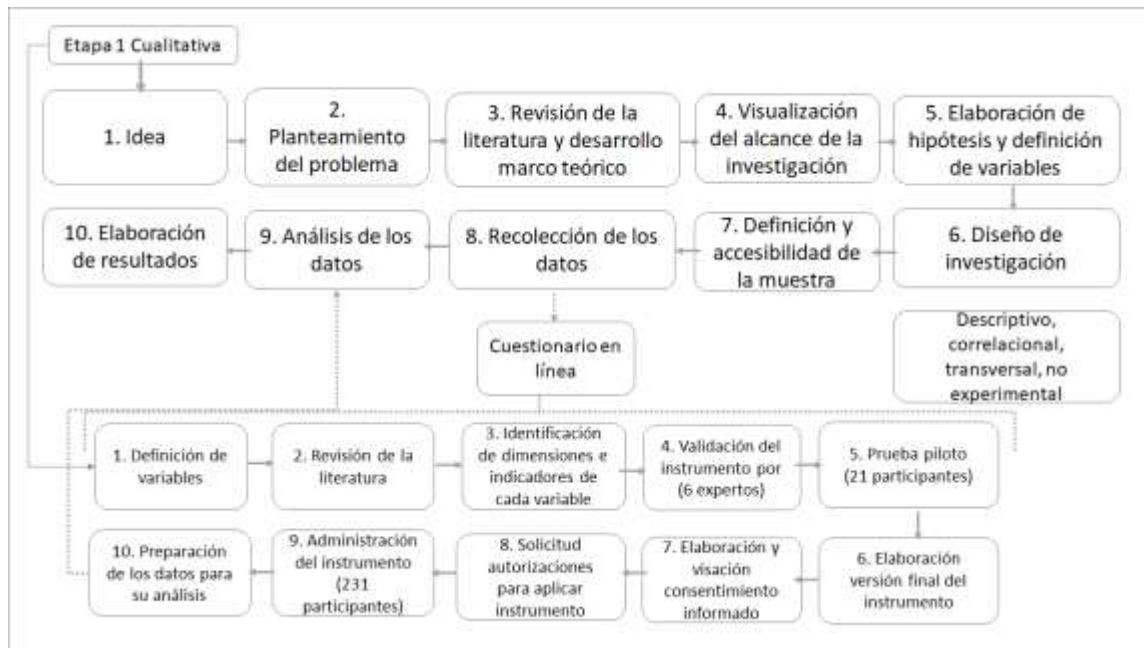 Etapa 1 Cualitativa
1. Idea
2.
Planteamiento
del problema
3. Revisión de la
literatura y desarrollo
marco teórico
4. Visualización
del alcance de la
investigación
5. Elaboración de
hipótesis y definición
de variables
10. Elaboración
de resultados
9. Análisis de los
datos
8. Recolección de los
datos
7. Definición y
accesibilidad de
la muestra
6. Diseño de
investigación
Cuestionario en
línea
Descriptivo,
correlacional,
transversal, no
experimental
1. Definición de
variables
2. Revisión de la
literatura
3. Identificación
de dimensiones e
indicadores de
cada variable
4. Validación del
instrumento por
(6 expertos)
5. Prueba piloto
(21 participantes)
10. Preparación
de los datos para
su análisis
9. Administración
del instrumento
(231
participantes)
8. Solicitud
autorizaciones
para aplicar
instrumento
7. Elaboración y
visación
consentimiento
informado
6. Elaboración
versión final del
instrumento